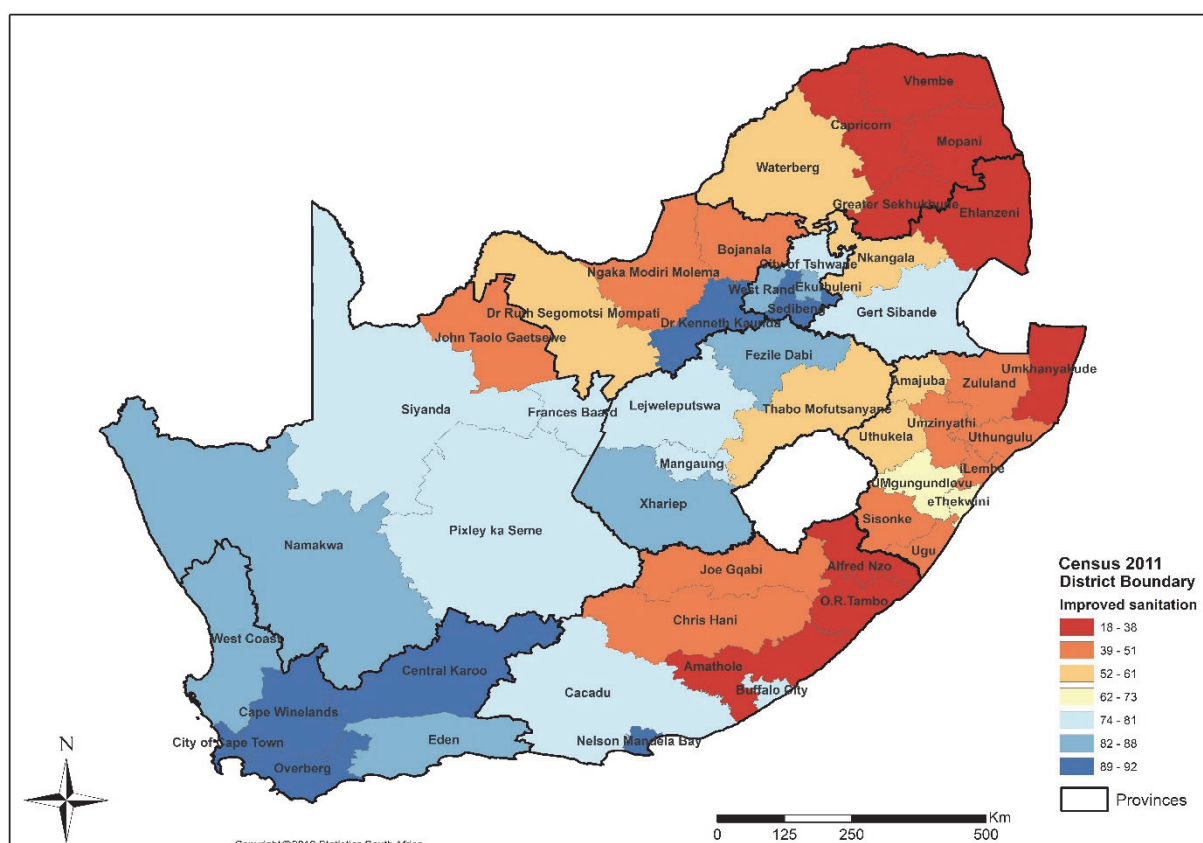 Vhembe
Capricorn
Mopani
Waterberg
Greater Sekhukhune
Ehlanzeni
Bojanala
Nkangala
City of Tshwane
Ngaka Modiri Molema
West Rand
Ekurhuleni
Sedibeng
Gert Sibande
Dr Ruth Segomotsi Mompati
Dr Kenneth Kaunda
John Taolo Gaetsewe
Fezile Dabi
Umkhanyakude
Amajuba
Zululand
Siyanda
Frances Baard
Lejweleputswa
Thabo Mofutsanyane
Umzinyathi
Uthukela
Uthungulu
Mangaung
iLembe
UMgungundlovu
eThekwini
Xhariep
Sisonke
Pixley ka Serne
Namakwa
Ugu
Joe Gqabi
Alfred Nzo
O.R.Tambo
Chris Hani
West Coast
Central Karoo
Amathole
Buffalo City
Cacadu
Cape Winelands
City of Cape Town
Eden
Nelson Mandela Bay
Overberg
Census 2011
District Boundary
Improved sanitation
18 - 38
39 - 51
52 - 61
62 - 73
74 - 81
82 - 88
89 - 92
Provinces
N
Km
0 125 250 500